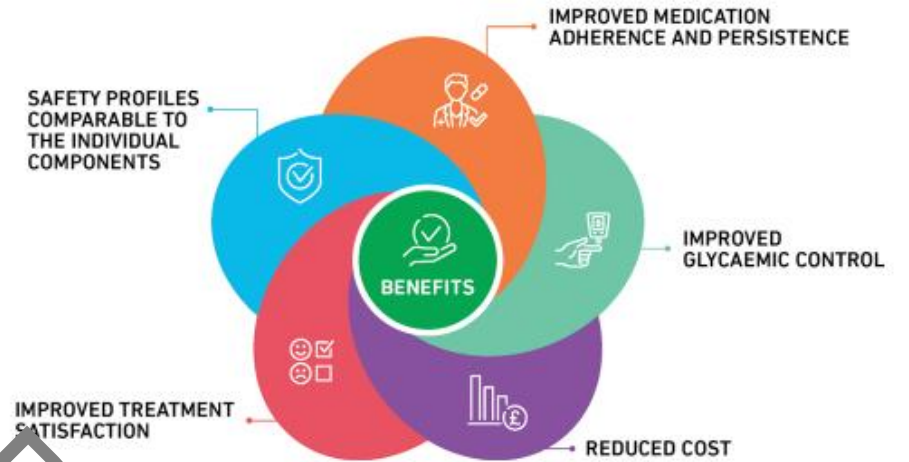 IMPROVED MEDICATION
ADHERENCE AND PERSISTENCE
SAFETY PROFILES
COMPARABLE TO
THE INDIVIDUAL
COMPONENTS
BENEFITS
IMPROVED
GLYCAEMIC CONTROL
£
IMPROVED TREATMENT
SATISFACTION
REDUCED COST